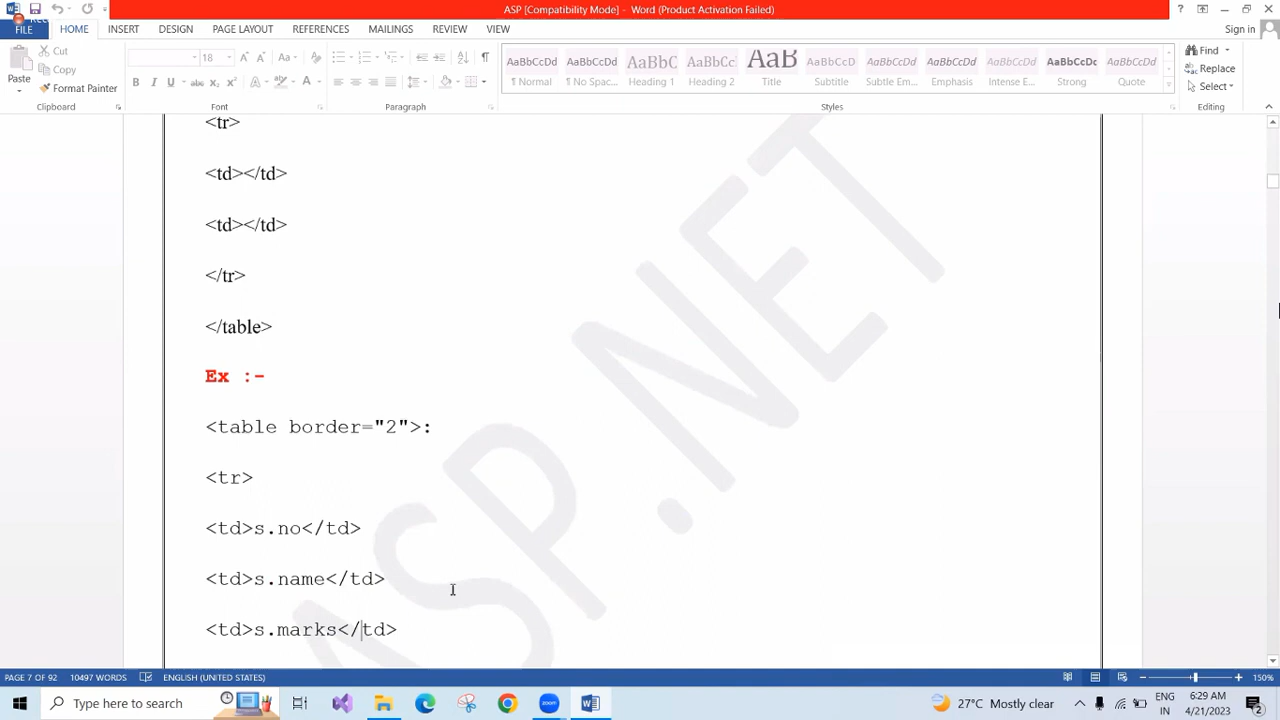 ASP [Compatibility Mode] - Word (Product Activation Failed)
FILE HOME INSERT DESIGN PAGE LAYOUT REFERENCES MAILINGS REVIEW VIEW Sign in
Paste Cut Copy Format Painter
18 Aa
AaBbCcDd AaBbCcDd AaBbC AaBbCc AaB AaBbCcD AaBbCcDd AaBbCcDd AaBbCcDd AaBbCcDc AaBbCcDd
¶ Normal ¶ No Spac... Heading 1 Heading 2 Title Subtitle Subtle Em... Emphasis Intense E... Strong Quote
Find Replace Select
Clipboard Font Paragraph Styles Editing
<tr>
<td></td>
<td></td>
</tr>
</table>
Ex :-
<table border="2">:
<tr>
<td>s.no</td>
<td>s.name</td>
<td>s.marks</td>
ASP.NET
PAGE 7 OF 92 10497 WORDS ENGLISH (UNITED STATES) 150%
Type here to search 27°C Mostly clear ENG IN 6:29 AM 4/21/2023 2